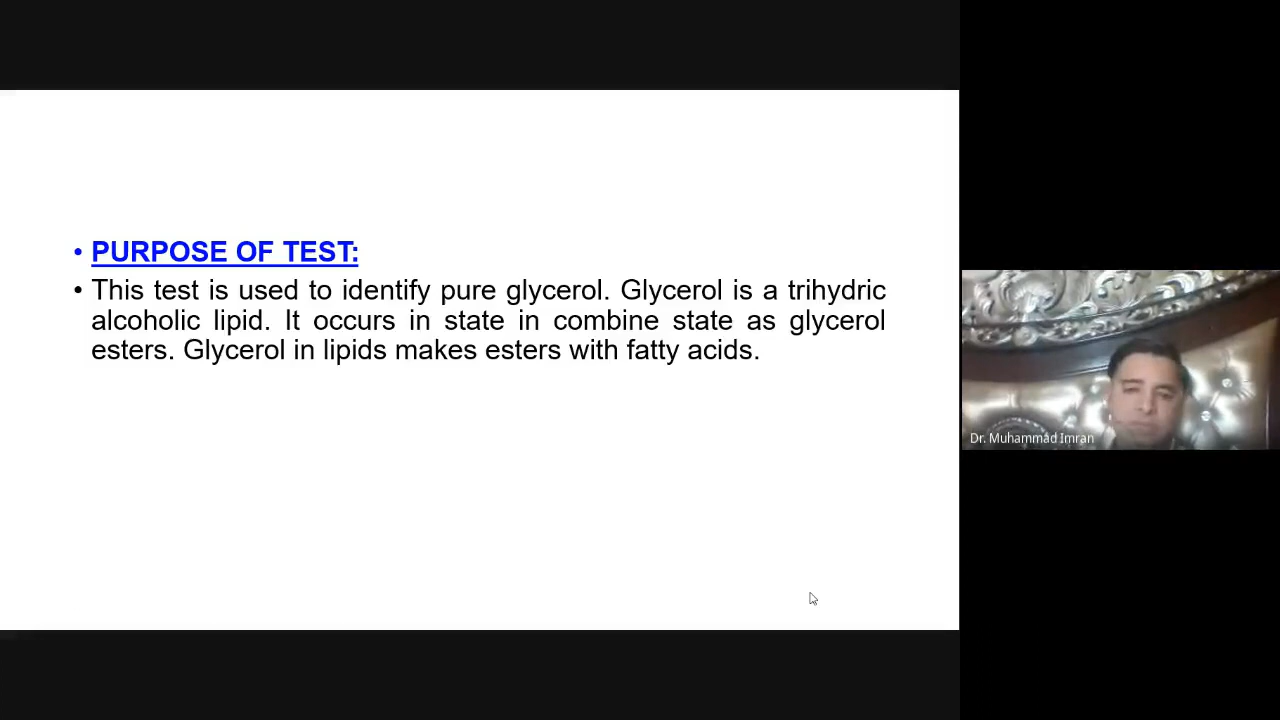 • PURPOSE OF TEST:
• This test is used to identify pure glycerol. Glycerol is a trihydric
alcoholic lipid. It occurs in state in combine state as glycerol
esters. Glycerol in lipids makes esters with fatty acids.
Dr. Muhammad Imran